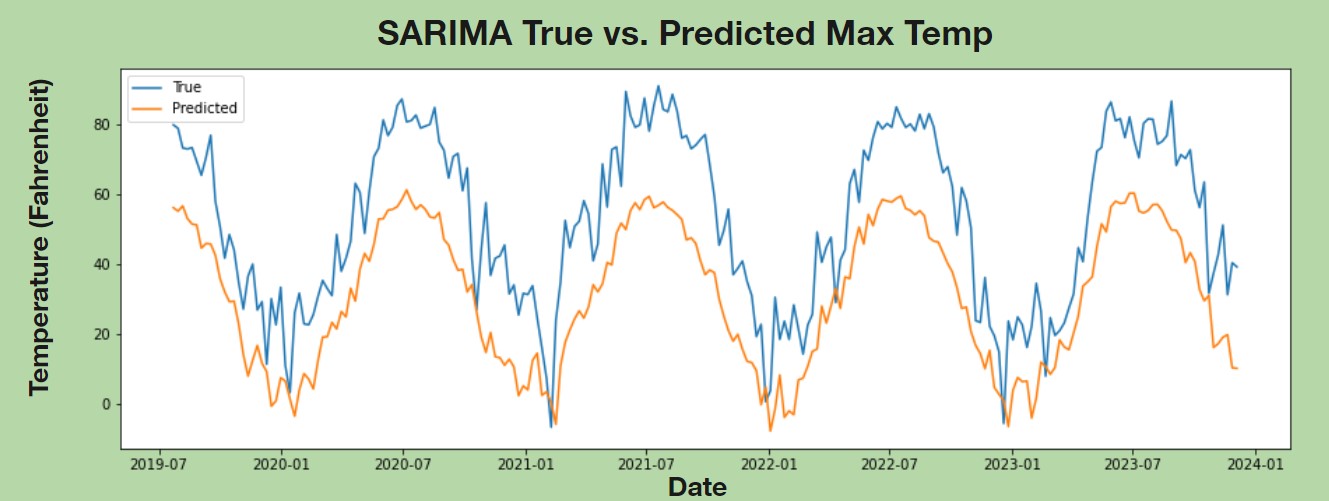 SARIMA True vs. Predicted Max Temp
Temperature (Fahrenheit)
True
Predicted
80
60
40
20
0
2019-07 2020-01 2020-07 2021-01 2021-07 2022-01 2022-07 2023-01 2023-07 2024-01
Date